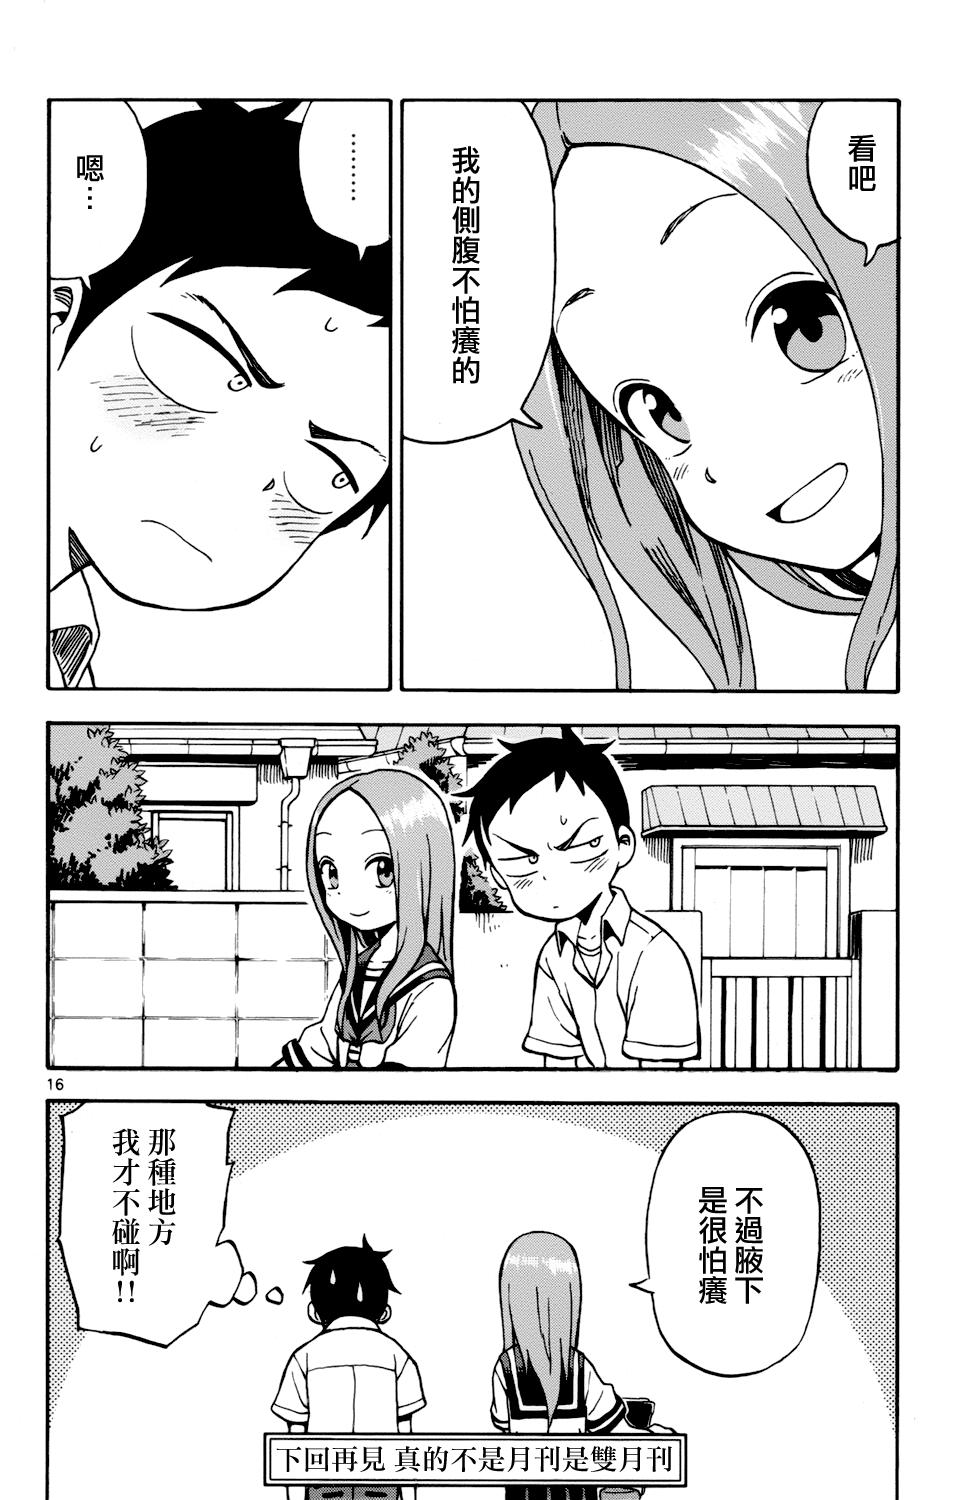 看吧
我的側腹不怕癢的
………
嗯…
16
不過腋下
是很怕癢
那種地方
我才不碰啊!!
下回再見 真的不是月刊是雙月刊